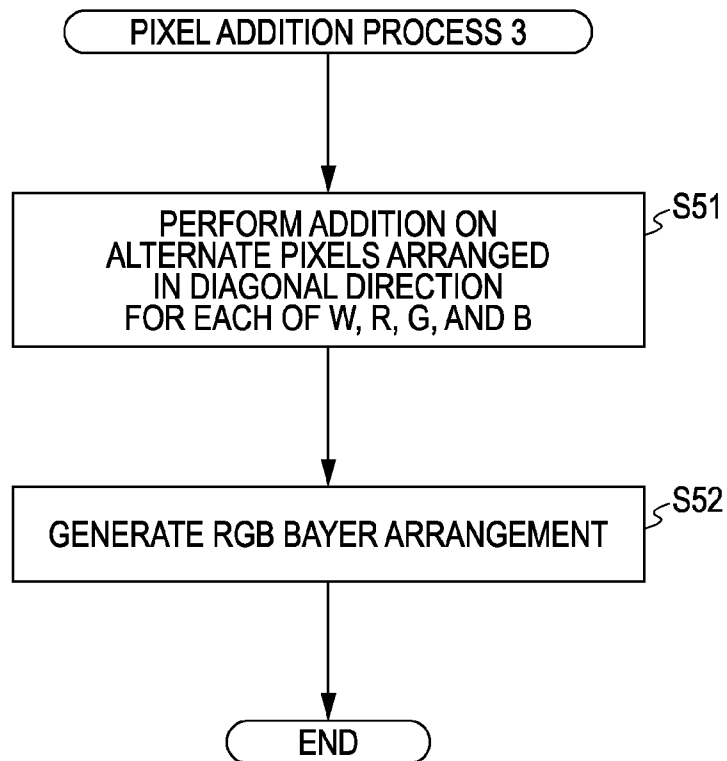 PIXEL ADDITION PROCESS 3
S51
PERFORM ADDITION ON
ALTERNATE PIXELS ARRANGED
IN DIAGONAL DIRECTION
FOR EACH OF W, R, G, AND B
S52
GENERATE RGB BAYER ARRANGEMENT
END